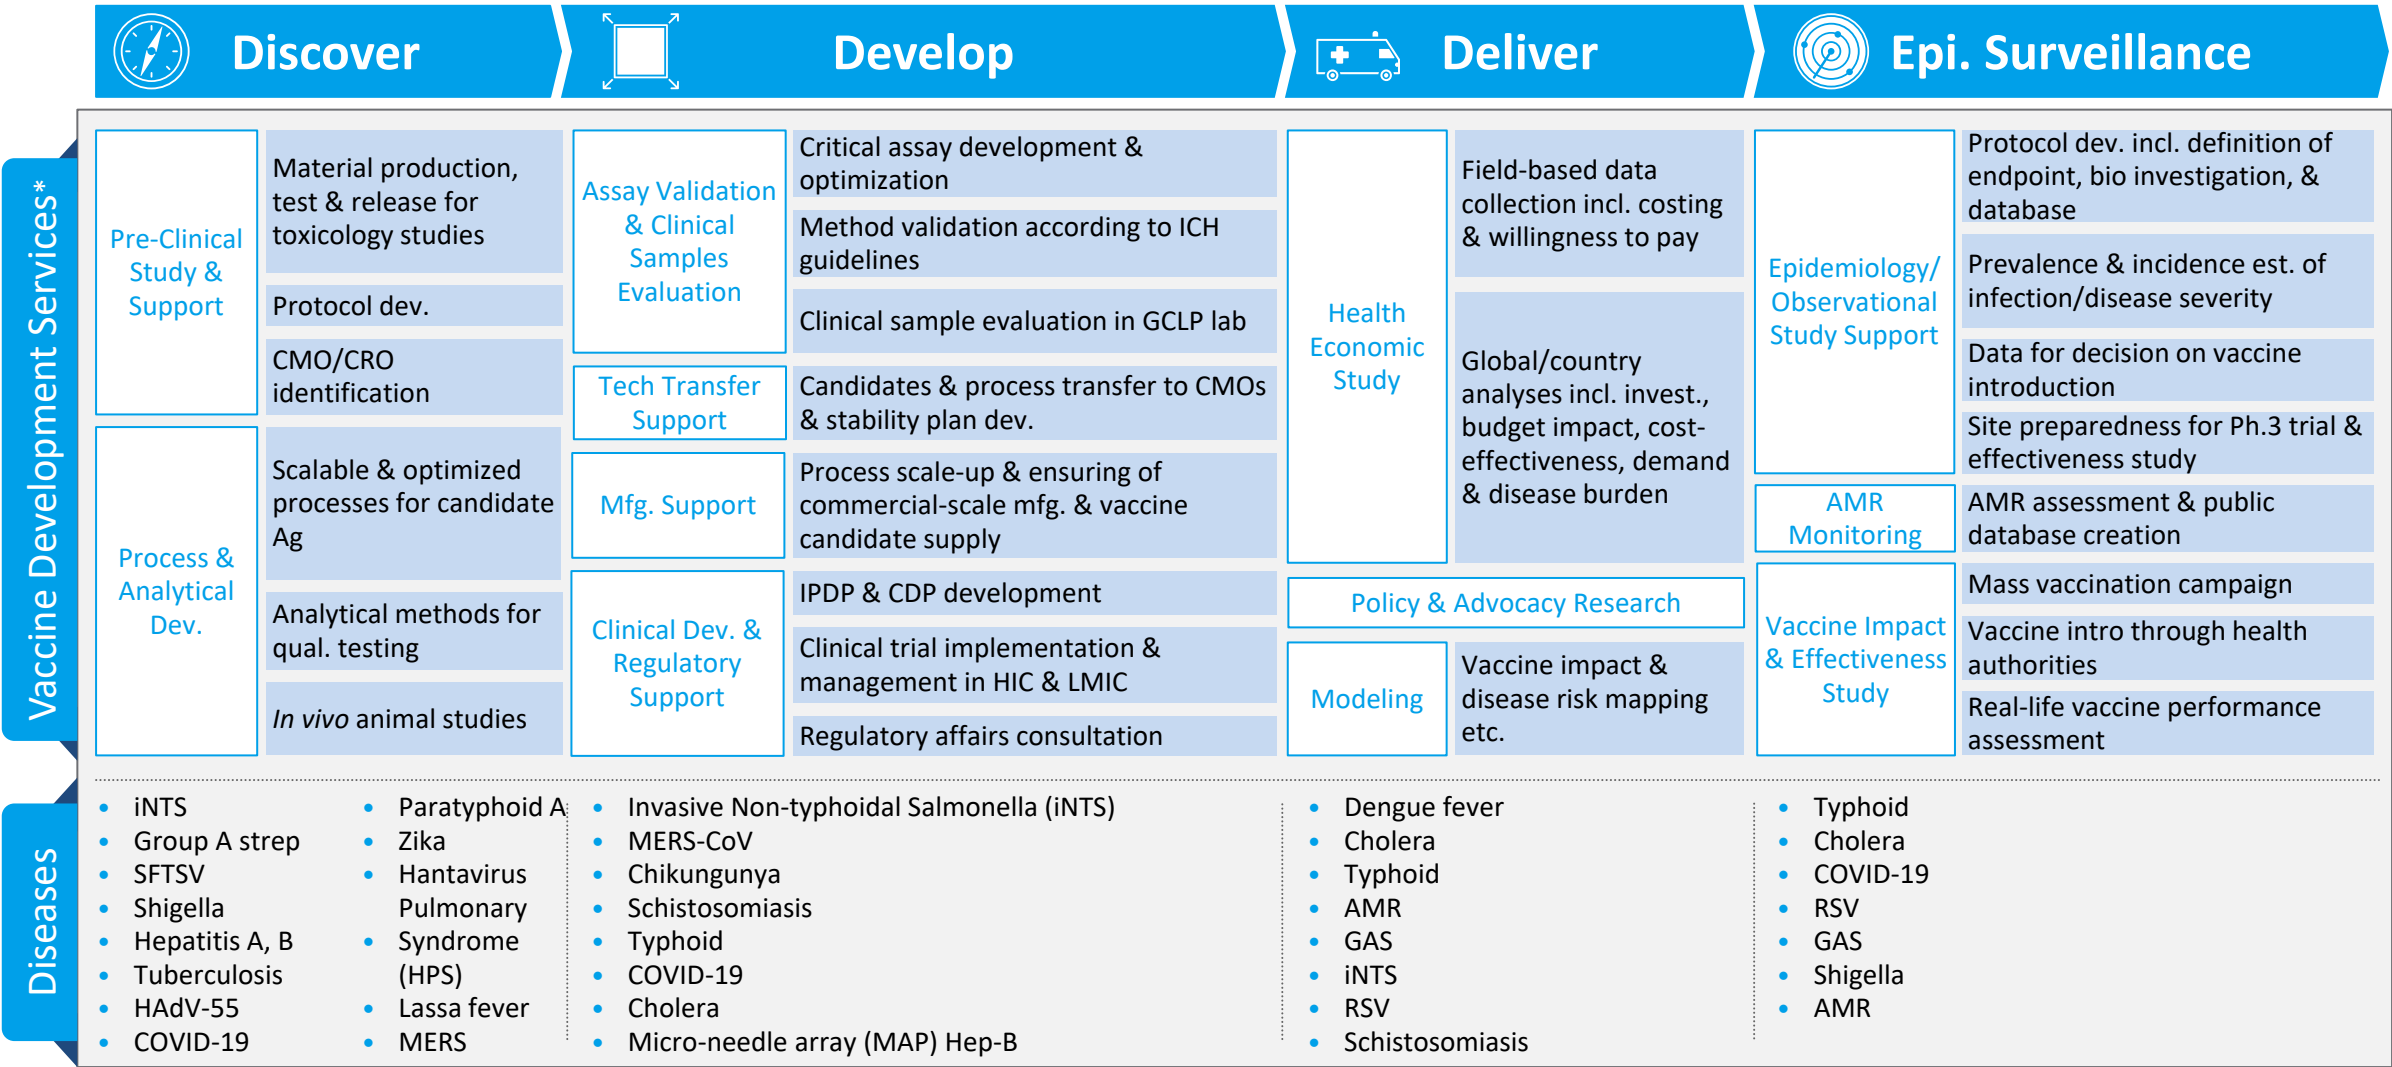 Discover
Develop
Deliver
Epi. Surveillance
Vaccine Development Services*
Pre-Clinical
Study &
Support
Material production,
test & release for
toxicology studies
Protocol dev.
CMO/CRO
identification
Process &
Analytical
Dev.
Scalable & optimized
processes for candidate
Ag
Analytical methods for
qual. testing
In vivo animal studies
Assay Validation
& Clinical
Samples
Evaluation
Critical assay development &
optimization
Method validation according to ICH
guidelines
Clinical sample evaluation in GCLP lab
Tech Transfer
Support
Candidates & process transfer to CMOs
& stability plan dev.
Mfg. Support
Process scale-up & ensuring of
commercial-scale mfg. & vaccine
candidate supply
Clinical Dev. &
Regulatory
Support
IPDP & CDP development
Clinical trial implementation &
management in HIC & LMIC
Regulatory affairs consultation
Health
Economic
Study
Field-based data
collection incl. costing
& willingness to pay
Global/country
analyses incl. invest.,
budget impact, cost-
effectiveness, demand
& disease burden
Policy & Advocacy Research
Modeling
Vaccine impact &
disease risk mapping
etc.
Epidemiology/
Observational
Study Support
Protocol dev. incl. definition of
endpoint, bio investigation, &
database
Prevalence & incidence est. of
infection/disease severity
Data for decision on vaccine
introduction
Site preparedness for Ph.3 trial &
effectiveness study
AMR
Monitoring
AMR assessment & public
database creation
Vaccine Impact
& Effectiveness
Study
Mass vaccination campaign
Vaccine intro through health
authorities
Real-life vaccine performance
assessment
Diseases
• iNTS
• Group A strep
• SFTSV
• Shigella
• Hepatitis A, B
• Tuberculosis
• HAdV-55
• COVID-19
• Paratyphoid A
• Zika
• Hantavirus
Pulmonary
• Syndrome
(HPS)
• Lassa fever
• MERS
• Invasive Non-typhoidal Salmonella (iNTS)
• MERS-CoV
• Chikungunya
• Schistosomiasis
• Typhoid
• COVID-19
• Cholera
• Micro-needle array (MAP) Hep-B
• Dengue fever
• Cholera
• Typhoid
• AMR
• GAS
• iNTS
• RSV
• Schistosomiasis
• Typhoid
• Cholera
• COVID-19
• RSV
• GAS
• Shigella
• AMR